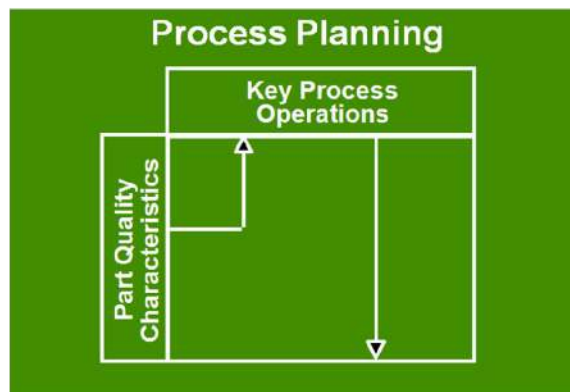 Process Planning
Key Process
Operations
Part Quality
Characteristics